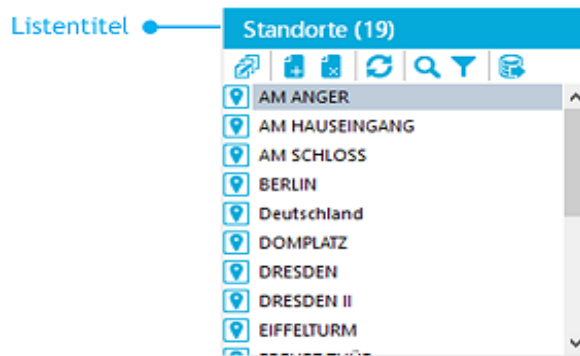 Listentitel
Standorte (19)
AM ANGER
AM HAUSEINGANG
AM SCHLOSS
BERLIN
Deutschland
DOMPLATZ
DRESDEN
DRESDEN II
EIFFELTURM